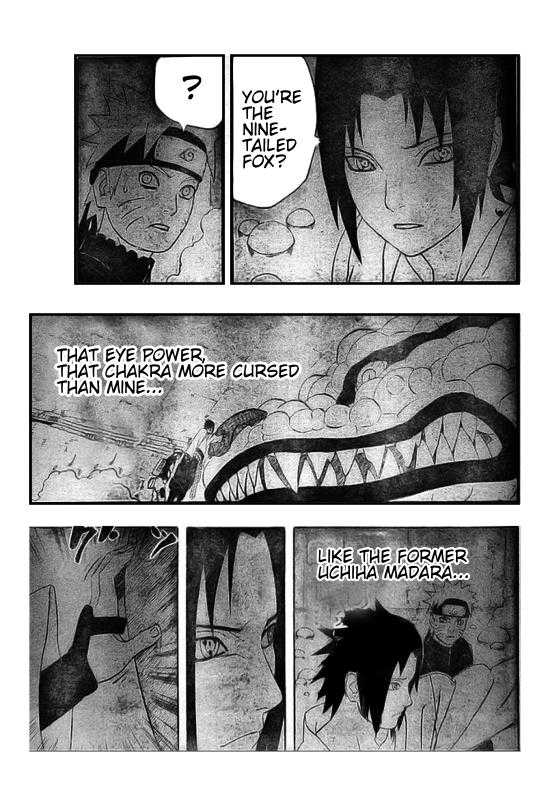 YOU'RE
THE
NINE-
TAILED
FOX?
?
THAT EYE POWER,
THAT CHAKRA MORE CURSED
THAN MINE...
LIKE THE FORMER
UCHIHA MADARA...